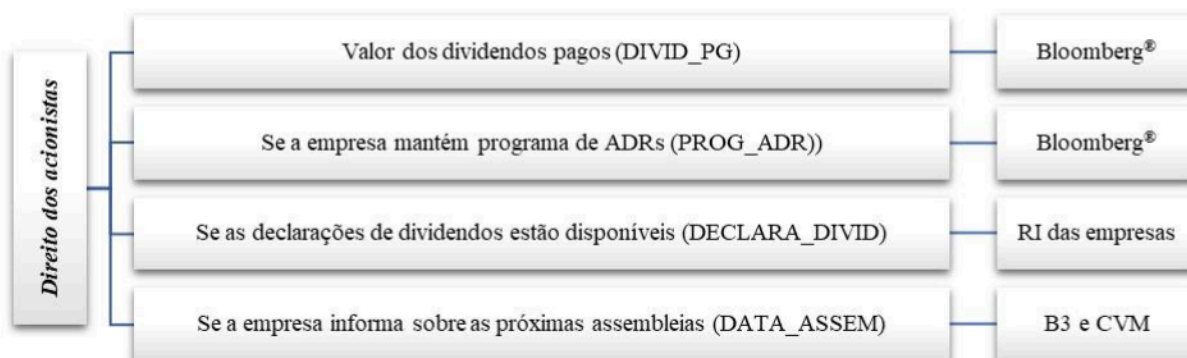 Direito dos acionistas
Valor dos dividendos pagos (DIVID_PG)
Bloomberg®
Se a empresa mantém programa de ADRs (PROG_ADR))
Bloomberg®
Se as declarações de dividendos estão disponíveis (DECLARA_DIVID)
RI das empresas
Se a empresa informa sobre as próximas assembleias (DATA_ASSEM)
B3 e CVM